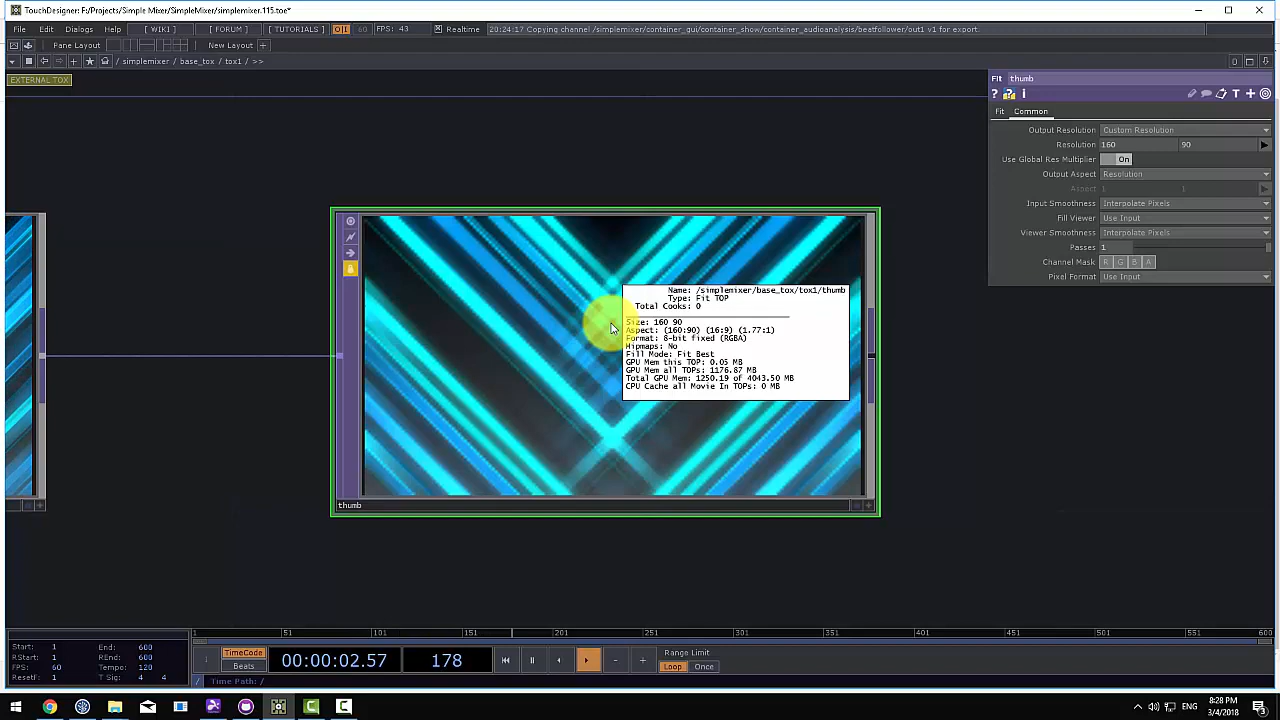 TouchDesigner: F:/Projects/Simple Mixer/SimpleMixer/simplemixer.115.toe*
File Edit Dialogs Help [ WIKI ] [ FORUM ] [ TUTORIALS ] O|I 60 FPS: 43 Realtime 20:24:17 Copying channel /simplemixer/container_gui/container_show/container_audioanalysis/beatfollower/out1 v1 for export.
Pane Layout New Layout +
/ simplemixer / base_tox / tox1 / >>
EXTERNAL TOX
Fit thumb
Fit Common
Output Resolution Custom Resolution
Resolution 160 90
Use Global Res Multiplier On
Output Aspect Resolution
Aspect 1 1
Input Smoothness Interpolate Pixels
Fill Viewer Use Input
Viewer Smoothness Interpolate Pixels
Passes 1
Channel Mask R G B A
Pixel Format Use Input
Name: /simplemixer/base_tox/tox1/thumb
Type: Fit TOP
Total Cooks: 0
Size: 160 90
Aspect: (160:90) (16:9) (1.77:1)
Format: 8-bit fixed (RGBA)
Mipmaps: No
Fill Mode: Fit Best
GPU Mem this TOP: 0.05 MB
GPU Mem all TOPs: 1176.87 MB
Total GPU Mem: 1250.19 of 4043.50 MB
CPU Cache all Movie In TOPs: 0 MB
thumb
1 51 101 151 201 251 301 351 401 451 501 551 600
Start: 1 End: 600
RStart: 1 REnd: 600
FPS: 60 Tempo: 120
ResetF: 1 T Sig: 4 4
TimeCode
Beats
00:00:02.57 178
Range Limit
Loop Once
/ Time Path: /
ENG
8:28 PM
3/4/2018